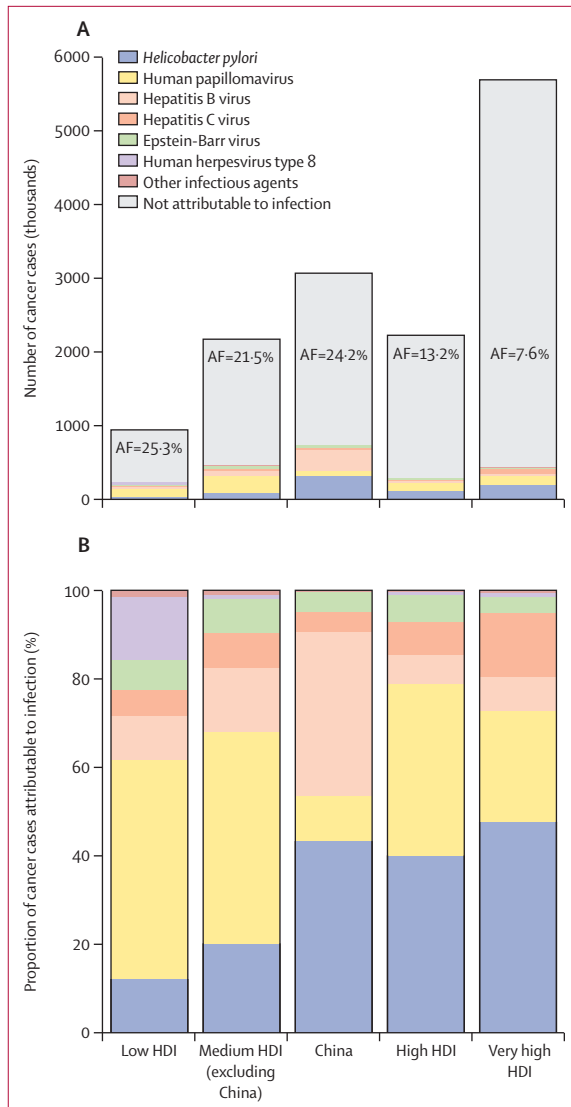 A
6000
5000
4000
3000
2000
1000
0
Number of cancer cases (thousands)
Helicobacter pylori
Human papillomavirus
Hepatitis B virus
Hepatitis C virus
Epstein-Barr virus
Human herpesvirus type 8
Other infectious agents
Not attributable to infection
AF=25·3%
AF=21·5%
AF=24·2%
AF=13·2%
AF=7·6%
B
100
80
60
40
20
0
Proportion of cancer cases attributable to infection (%)
Low HDI
Medium HDI
(excluding
China)
China
High HDI
Very high
HDI